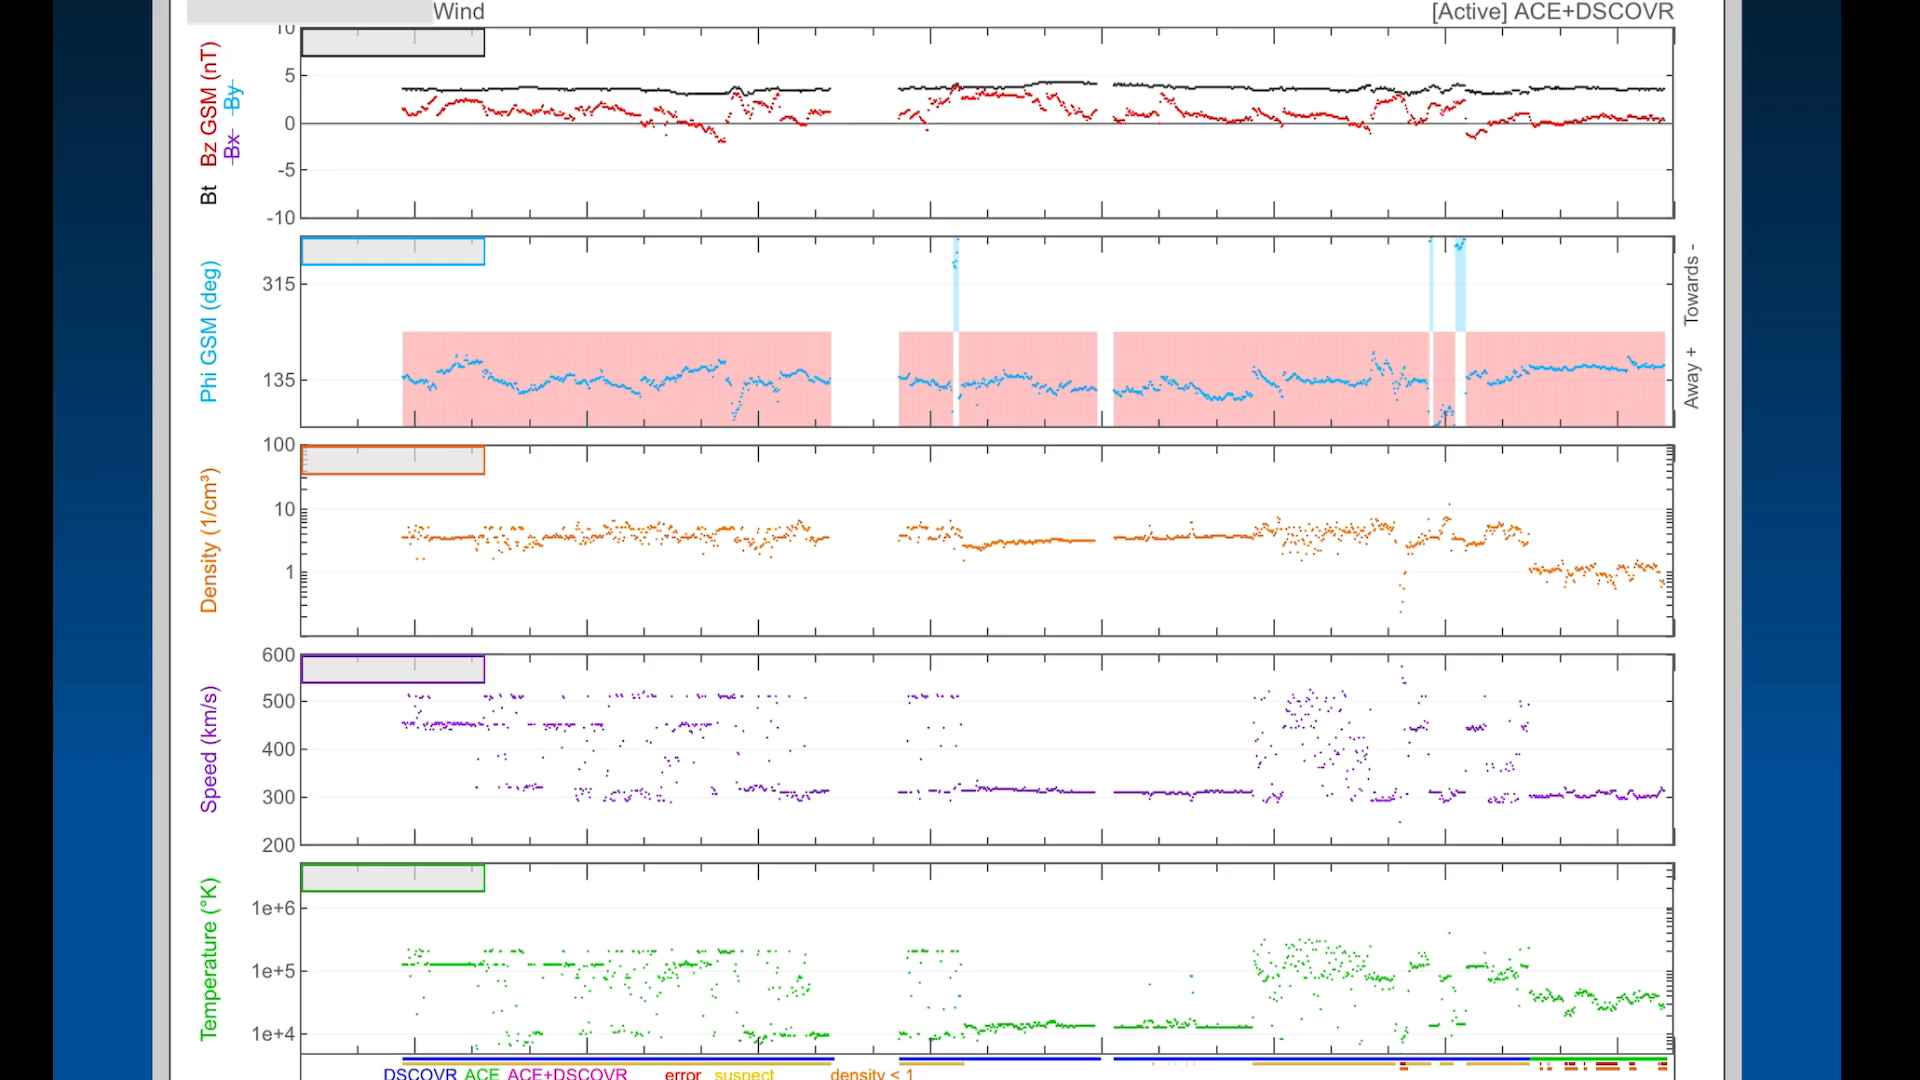 Wind
[Active] ACE+DSCOVR
Bt Bz GSM (nT)
Bx By
10
5
0
-5
-10
Phi GSM (deg)
315
135
Away + Towards -
Density (1/cm³)
100
10
1
Speed (km/s)
600
500
400
300
200
Temperature (°K)
1e+6
1e+5
1e+4
DSCOVR ACE ACE+DSCOVR error suspect density < 1